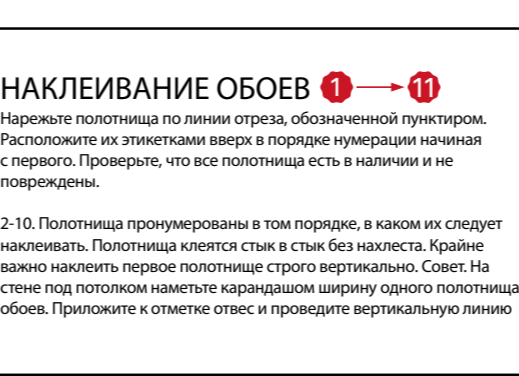 НАКЛЕИВАНИЕ ОБОЕВ 1 → 11
Нарежьте полотнища по линии отреза, обозначенной пунктиром.
Расположите их этикетками вверх в порядке нумерации начиная
с первого. Проверьте, что все полотнища есть в наличии и не
повреждены.
2-10. Полотнища пронумерованы в том порядке, в каком их следует
наклеивать. Полотнища клеятся стык в стык без нахлеста. Крайне
важно наклеить первое полотнище строго вертикально. Совет. На
стене под потолком наметьте карандашом ширину одного полотнища
обоев. Приложите к отметке отвес и проведите вертикальную линию